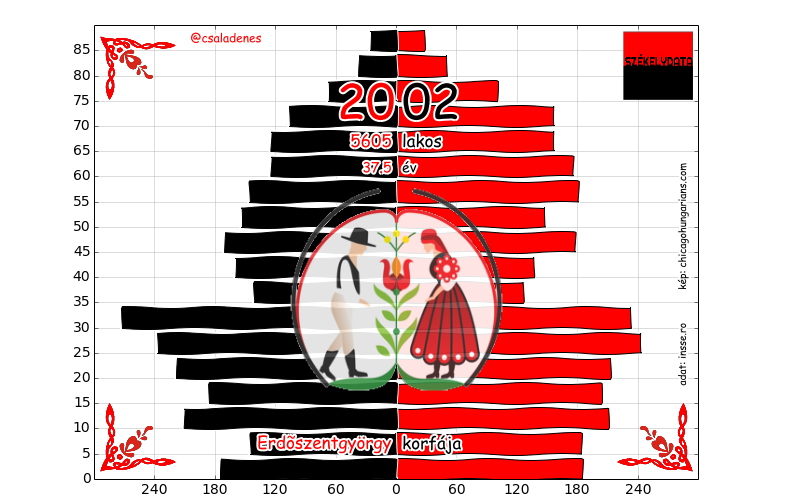 @csaladenes
SZÉKELYDATA
2002
5605 lakos
37.5 év
kép: chicagohungarians.com
adat: insse.ro
Erdőszentgyörgy korfája
85
80
75
70
65
60
55
50
45
40
35
30
25
20
15
10
5
0
240 180 120 60 0 60 120 180 240